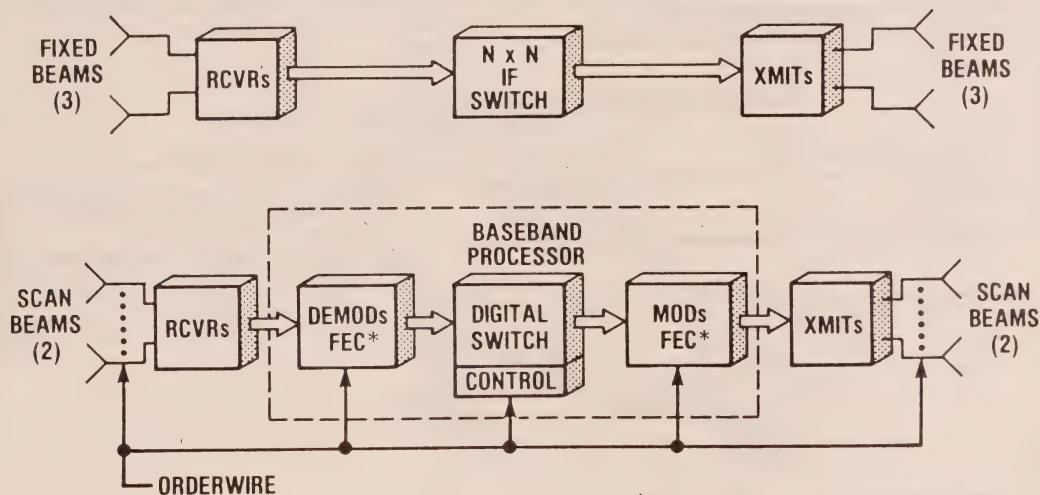 FIXED
BEAMS
(3)
RCVRs
N x N
IF
SWITCH
XMITs
FIXED
BEAMS
(3)
BASEBAND
PROCESSOR
SCAN
BEAMS
(2)
RCVRs
DEMODs
FEC*
DIGITAL
SWITCH
CONTROL
MODs
FEC*
XMITs
SCAN
BEAMS
(2)
ORDERWIRE